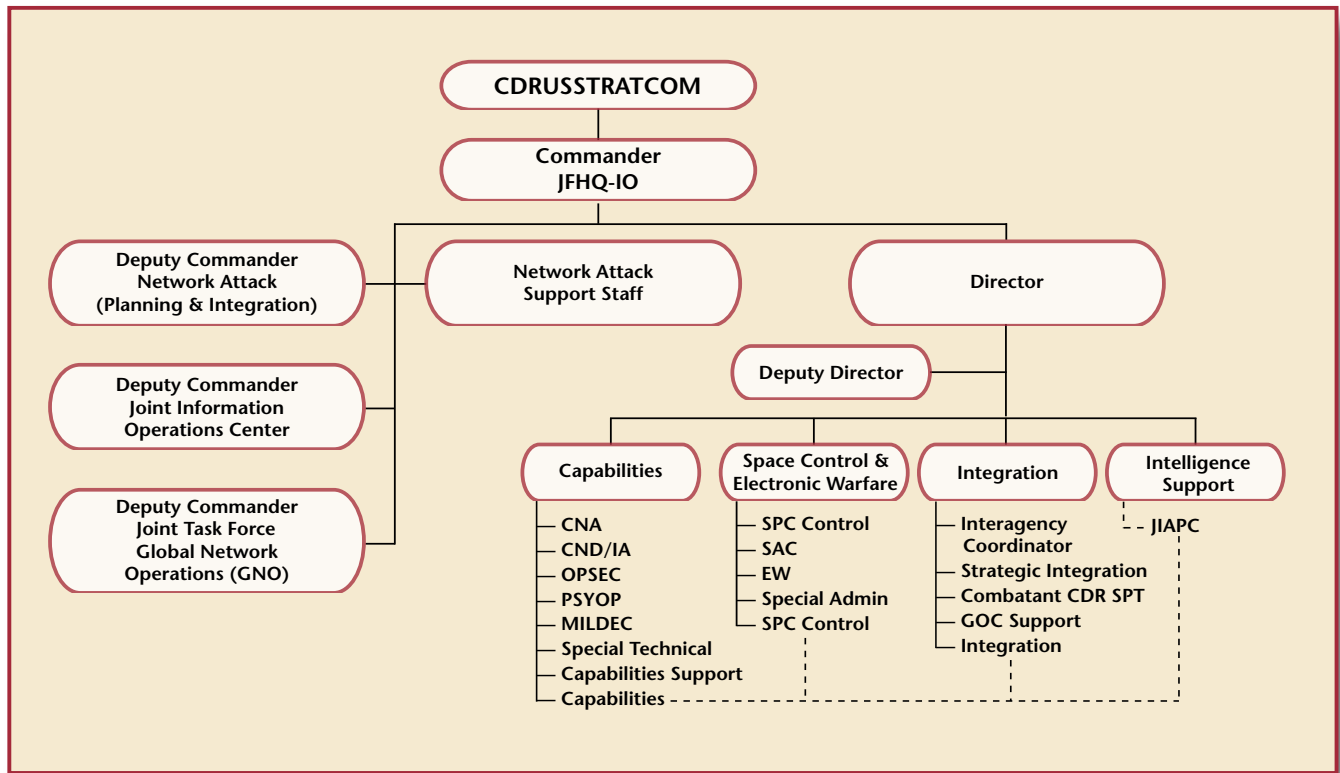 CDRUSSTRATCOM
Commander
JFHQ-IO
Deputy Commander
Network Attack
(Planning & Integration)
Network Attack
Support Staff
Director
Deputy Director
Deputy Commander
Joint Information
Operations Center
Deputy Commander
Joint Task Force
Global Network
Operations (GNO)
Capabilities
CNA
CND/IA
OPSEC
PSYOP
MILDEC
Special Technical
Capabilities Support
Capabilities
Space Control &
Electronic Warfare
SPC Control
SAC
EW
Special Admin
SPC Control
Integration
Interagency
Coordinator
Strategic Integration
Combatant CDR SPT
GOC Support
Integration
Intelligence
Support
JIAPC